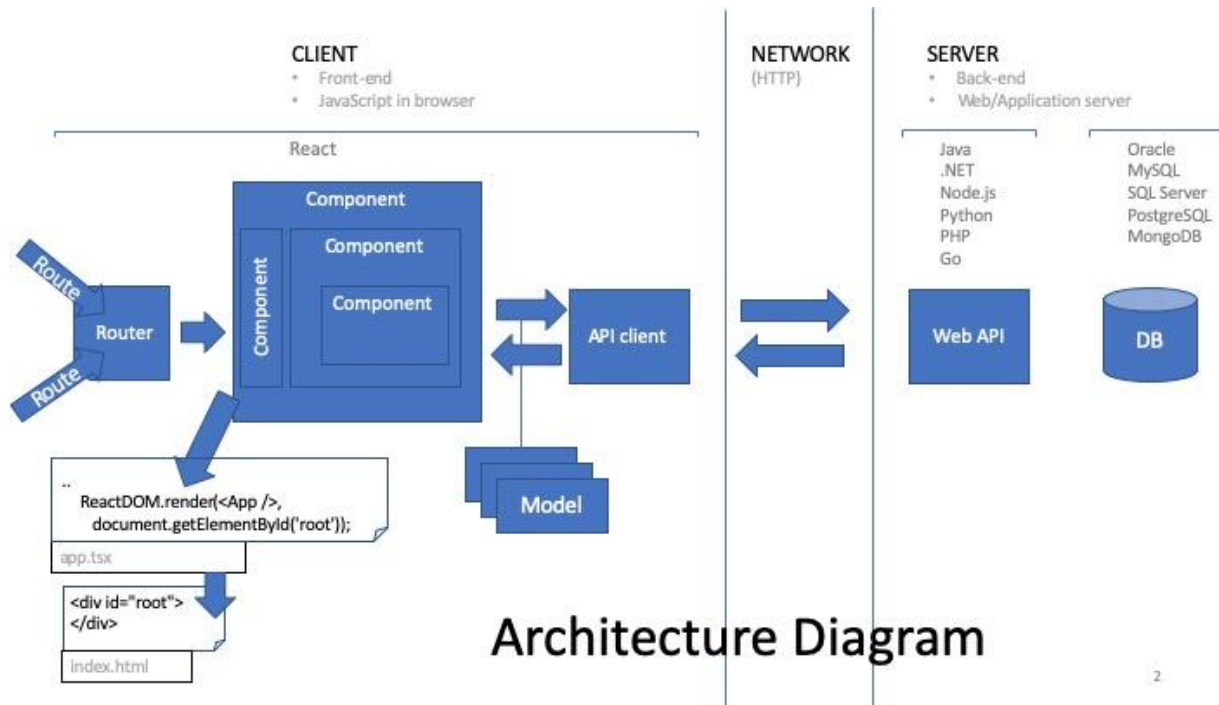 CLIENT
• Front-end
• JavaScript in browser
NETWORK
(HTTP)
SERVER
• Back-end
• Web/Application server
React
Java
.NET
Node.js
Python
PHP
Go
Oracle
MySQL
SQL Server
PostgreSQL
MongoDB
Route
Route
Router
Component
Component
Component
Component
API client
Web API
DB
Model
..
ReactDOM.render(<App />,
document.getElementById('root'));
app.tsx
<div id="root">
</div>
index.html
Architecture Diagram
2